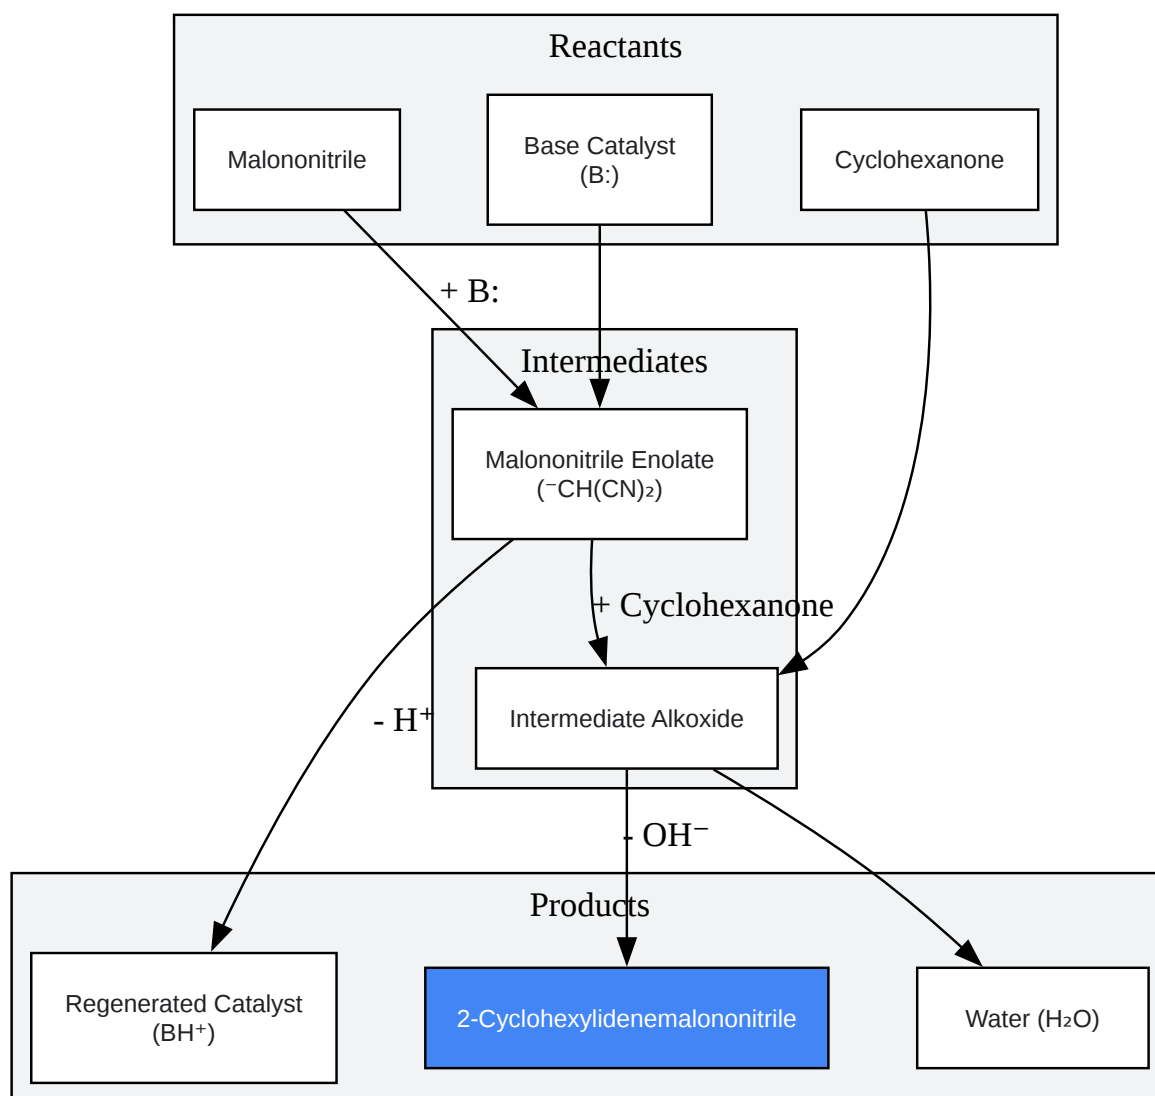 Reactants
Malononitrile
Base Catalyst
(B:)
Cyclohexanone
+ B:
Intermediates
Malononitrile Enolate
(⁻CH(CN)₂)
+ Cyclohexanone
- H⁺
Intermediate Alkoxide
- OH⁻
Products
Regenerated Catalyst
(BH⁺)
2-Cyclohexylidenemalononitrile
Water (H₂O)